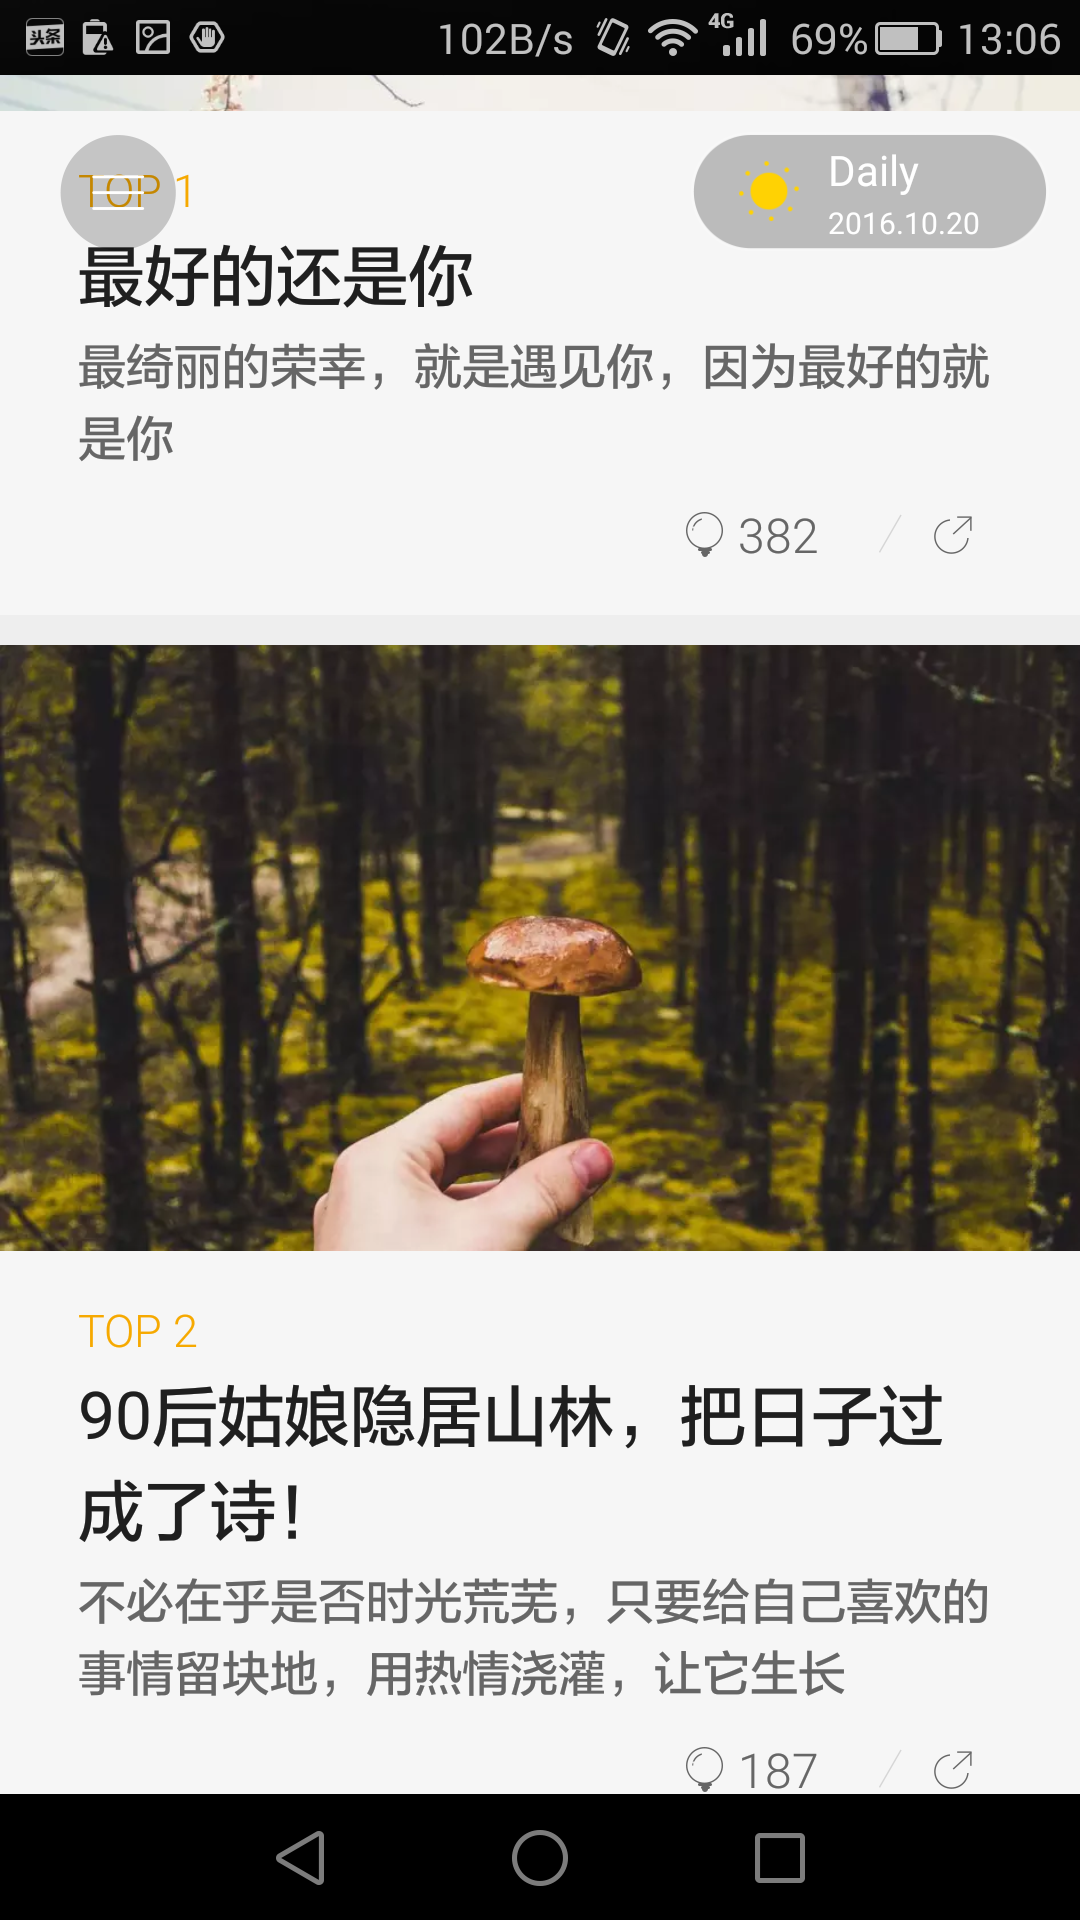 头条
102B/s
4G
69%
13:06
TOP 1
Daily
2016.10.20
最好的还是你
最绮丽的荣幸，就是遇见你，因为最好的就
是你
382
TOP 2
90后姑娘隐居山林，把日子过
成了诗！
不必在乎是否时光荒芜，只要给自己喜欢的
事情留块地，用热情浇灌，让它生长
187